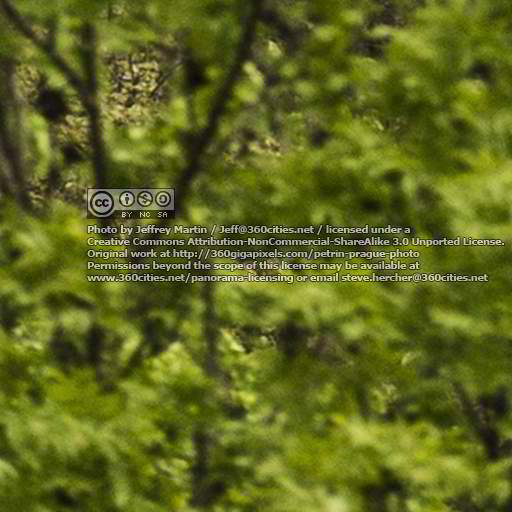 cc
BY NC SA
Photo by Jeffrey Martin / Jeff@360cities.net / licensed under a
Creative Commons Attribution-NonCommercial-ShareAlike 3.0 Unported License.
Original work at http://360gigapixels.com/petrin-prague-photo
Permissions beyond the scope of this license may be available at
www.360cities.net/panorama-licensing or email steve.hercher@360cities.net